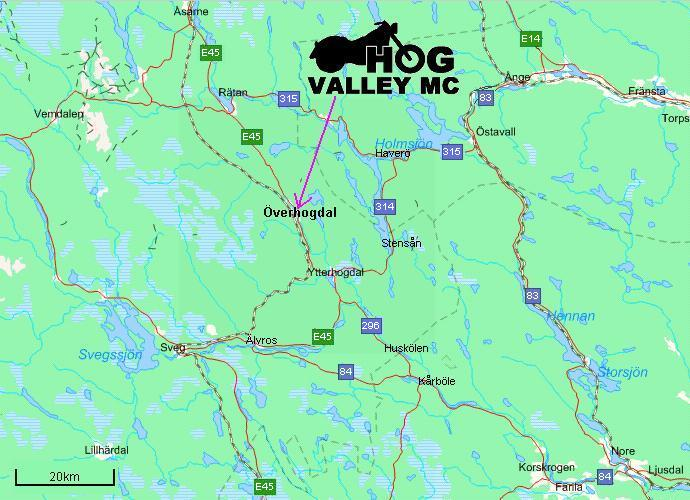 Åsarne
E45
E14
HOG
VALLEY MC
Ånge
Rätan
315
83
Fränsta
Vemdalen
Torps
E45
Östavall
Holmsjön
Haverö
315
314
Överhogdal
Stensån
Ytterhogdal
83
Hennan
296
E45
Svegssjön
Sveg
Älvros
Huskölen
84
Kårböle
Storsjön
Lillhärdal
Nore
Korskrogen
Ljusdal
20km
84
E45
Färila